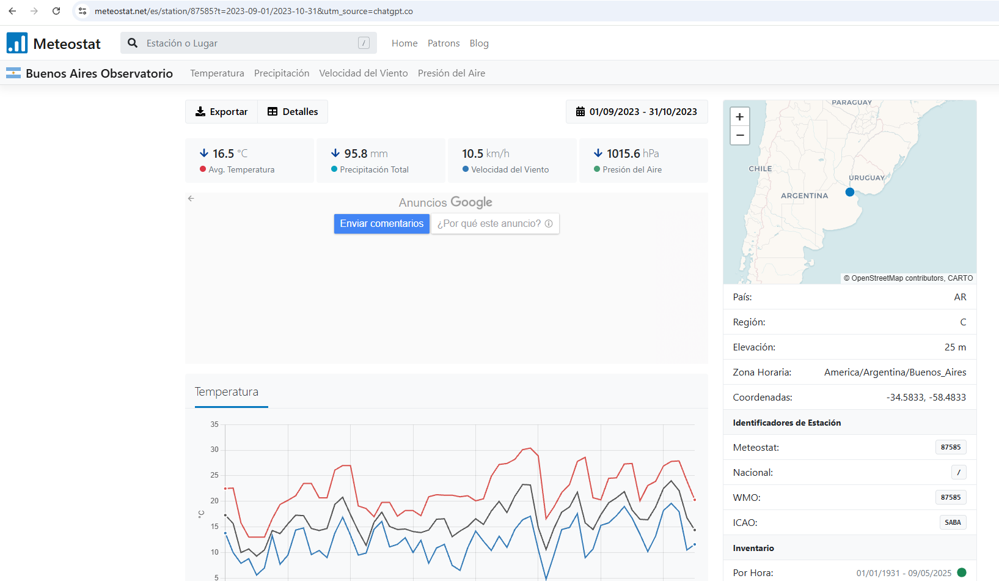 meteostat.net/es/station/87585?t=2023-09-01/2023-10-31&utm_source=chatgpt.co
Meteostat
Estación o Lugar
/
Home
Patrons
Blog
Buenos Aires Observatorio
Temperatura
Precipitación
Velocidad del Viento
Presión del Aire
Exportar
Detalles
01/09/2023 - 31/10/2023
16.5 °C
Avg. Temperatura
95.8 mm
Precipitación Total
10.5 km/h
Velocidad del Viento
1015.6 hPa
Presión del Aire
Anuncios Google
Enviar comentarios
¿Por qué este anuncio?
Temperatura
35
30
25
20
15
10
5
°C
+
−
PARAGUAY
CHILE
URUGUAY
ARGENTINA
© OpenStreetMap contributors, CARTO
País: AR
Región: C
Elevación: 25 m
Zona Horaria: America/Argentina/Buenos_Aires
Coordenadas: -34.5833, -58.4833
Identificadores de Estación
Meteostat: 87585
Nacional: /
WMO: 87585
ICAO: SABA
Inventario
Por Hora: 01/01/1931 - 09/05/2025